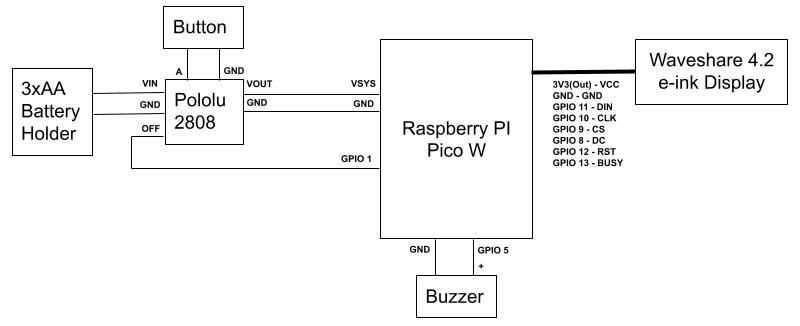 Button
A
GND
3xAA
Battery
Holder
VIN
GND
OFF
Pololu
2808
VOUT
GND
VSYS
GND
GPIO 1
Raspberry PI
Pico W
3V3(Out) - VCC
GND - GND
GPIO 11 - DIN
GPIO 10 - CLK
GPIO 9 - CS
GPIO 8 - DC
GPIO 12 - RST
GPIO 13 - BUSY
Waveshare 4.2
e-ink Display
GND
GPIO 5
+
Buzzer